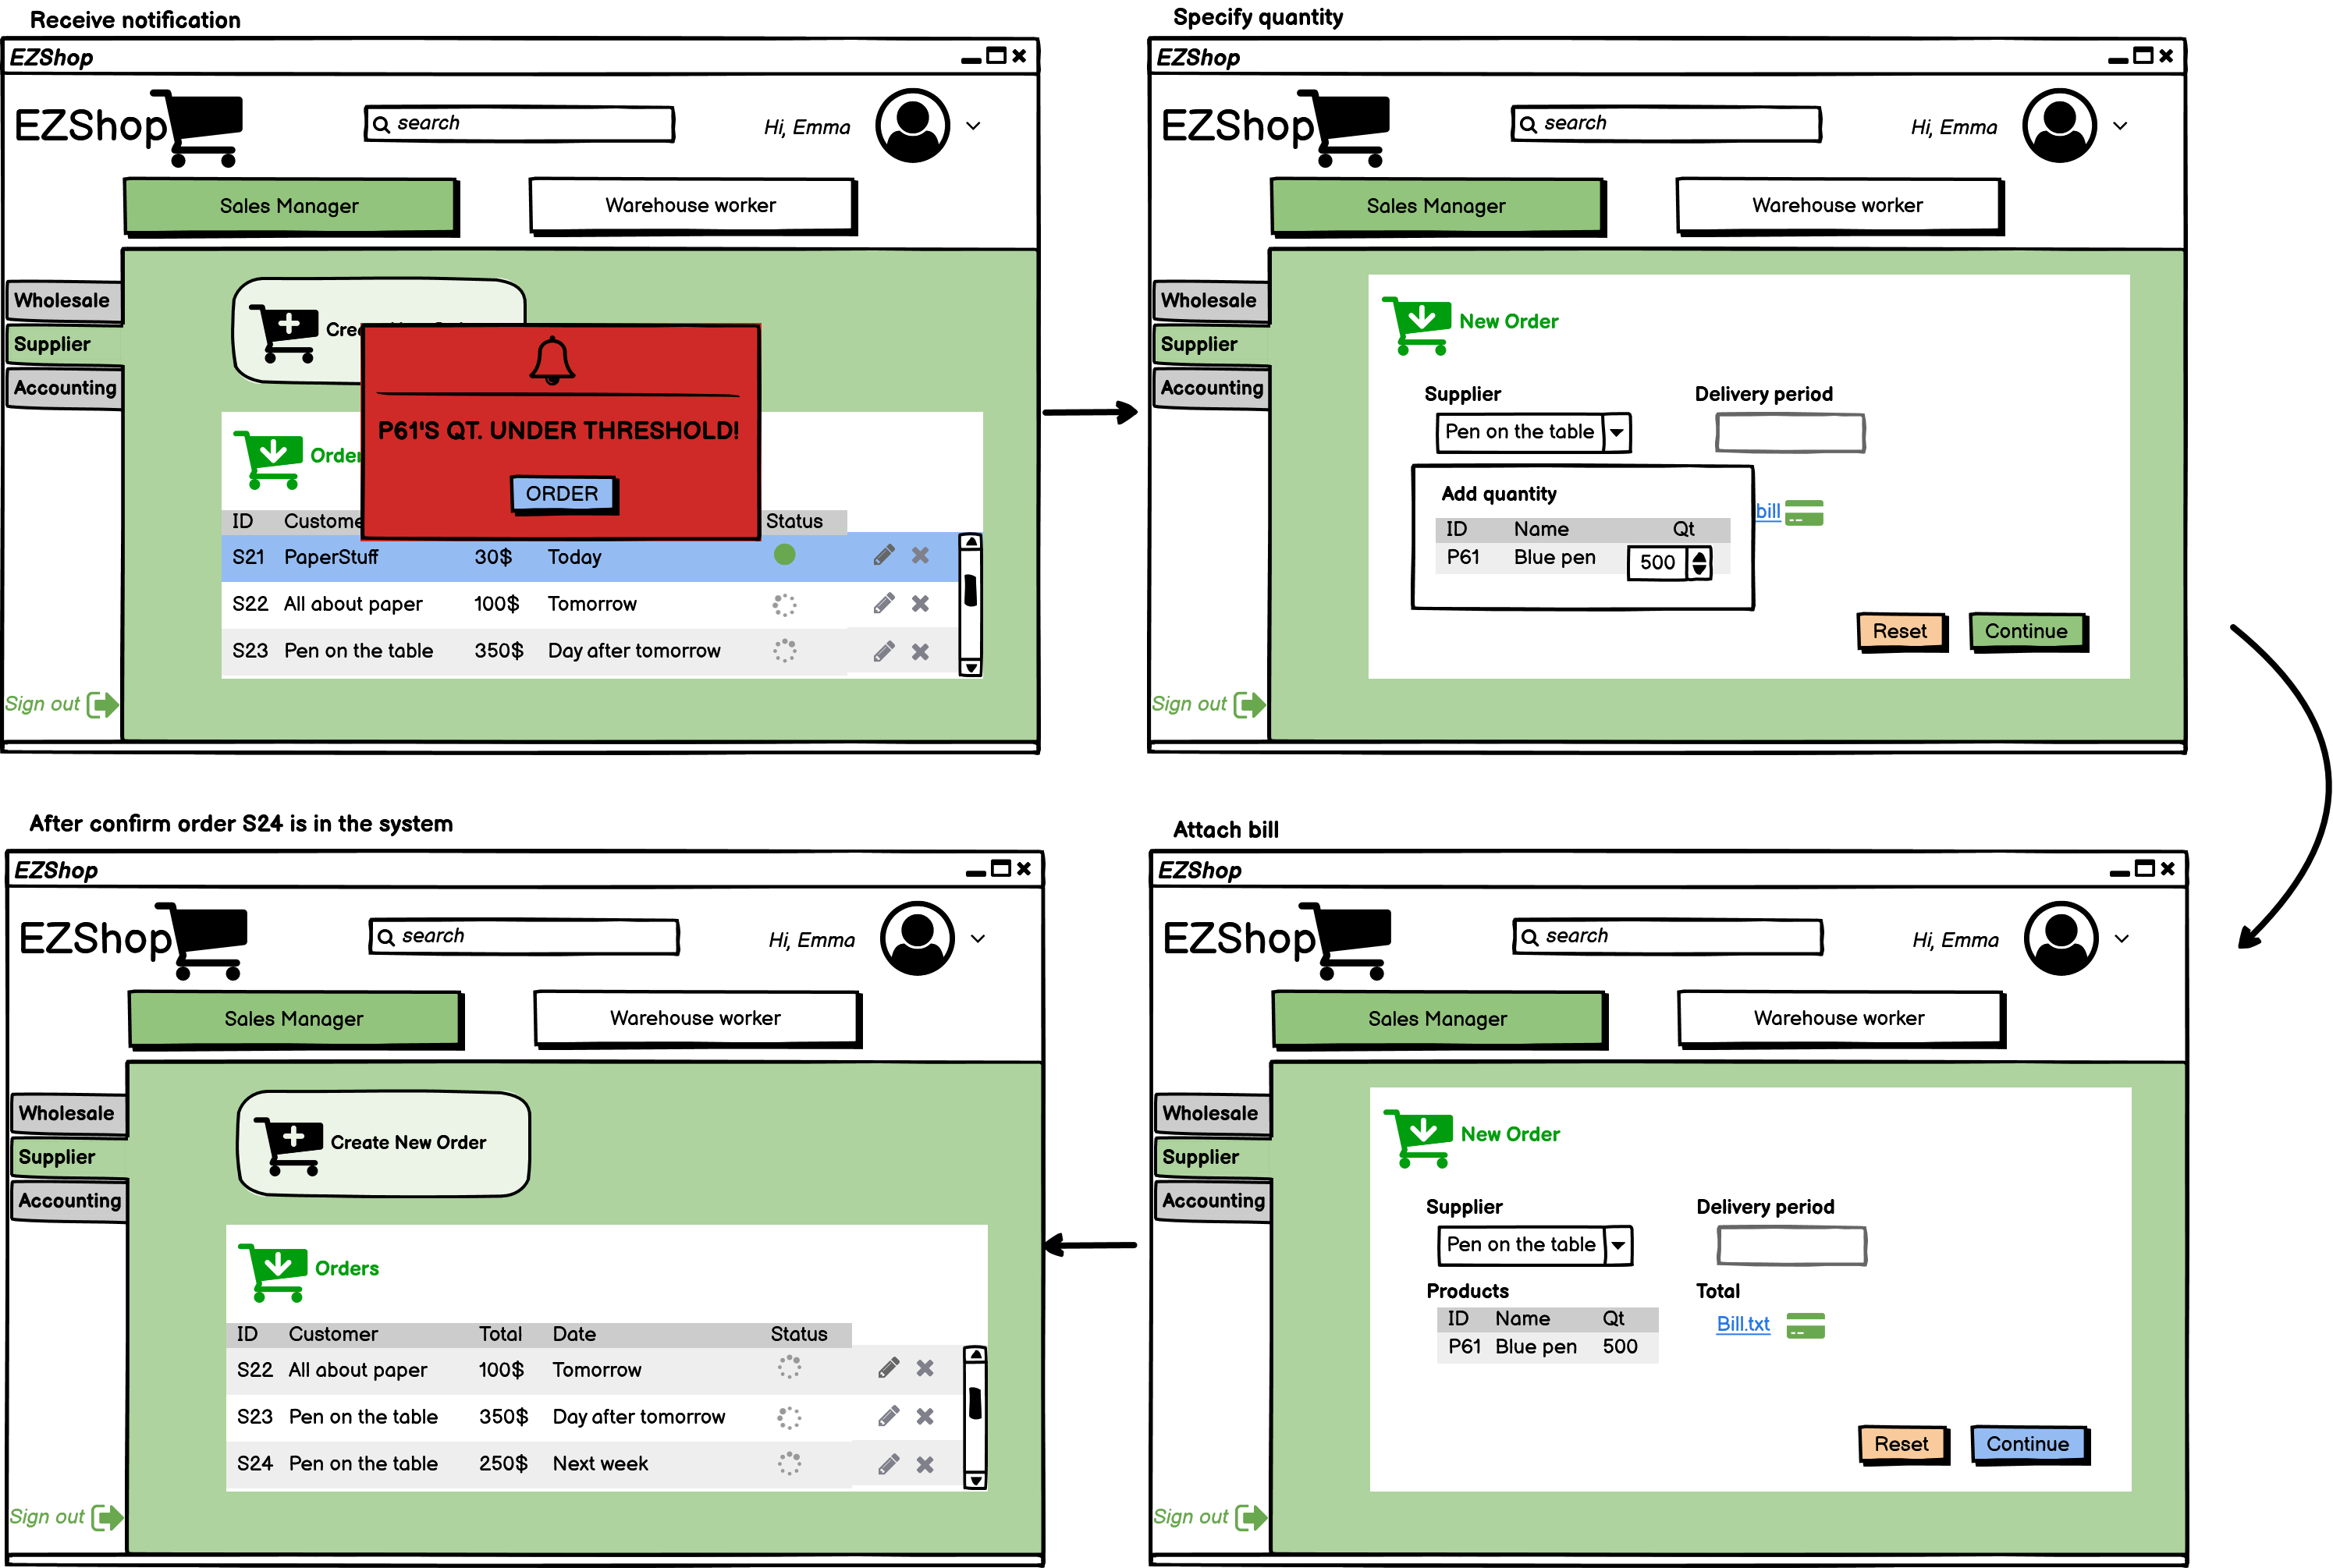 Receive notification
EZShop
EZShop
search
Hi, Emma
Sales Manager
Warehouse worker
Wholesale
Supplier
Accounting
P61'S QT. UNDER THRESHOLD!
ORDER
ID Status
S21 PaperStuff 30$ Today
S22 All about paper 100$ Tomorrow
S23 Pen on the table 350$ Day after tomorrow
Sign out
Specify quantity
EZShop
EZShop
search
Hi, Emma
Sales Manager
Warehouse worker
Wholesale
Supplier
Accounting
New Order
Supplier Delivery period
Pen on the table
Add quantity
bill
ID Name Qt
P61 Blue pen 500
Reset Continue
Sign out
After confirm order S24 is in the system
EZShop
EZShop
search
Hi, Emma
Sales Manager
Warehouse worker
Wholesale
Supplier
Accounting
Create New Order
Orders
ID Customer Total Date Status
S22 All about paper 100$ Tomorrow
S23 Pen on the table 350$ Day after tomorrow
S24 Pen on the table 250$ Next week
Sign out
Attach bill
EZShop
EZShop
search
Hi, Emma
Sales Manager
Warehouse worker
Wholesale
Supplier
Accounting
New Order
Supplier Delivery period
Pen on the table
Products Total
ID Name Qt
Bill.txt
P61 Blue pen 500
Reset Continue
Sign out